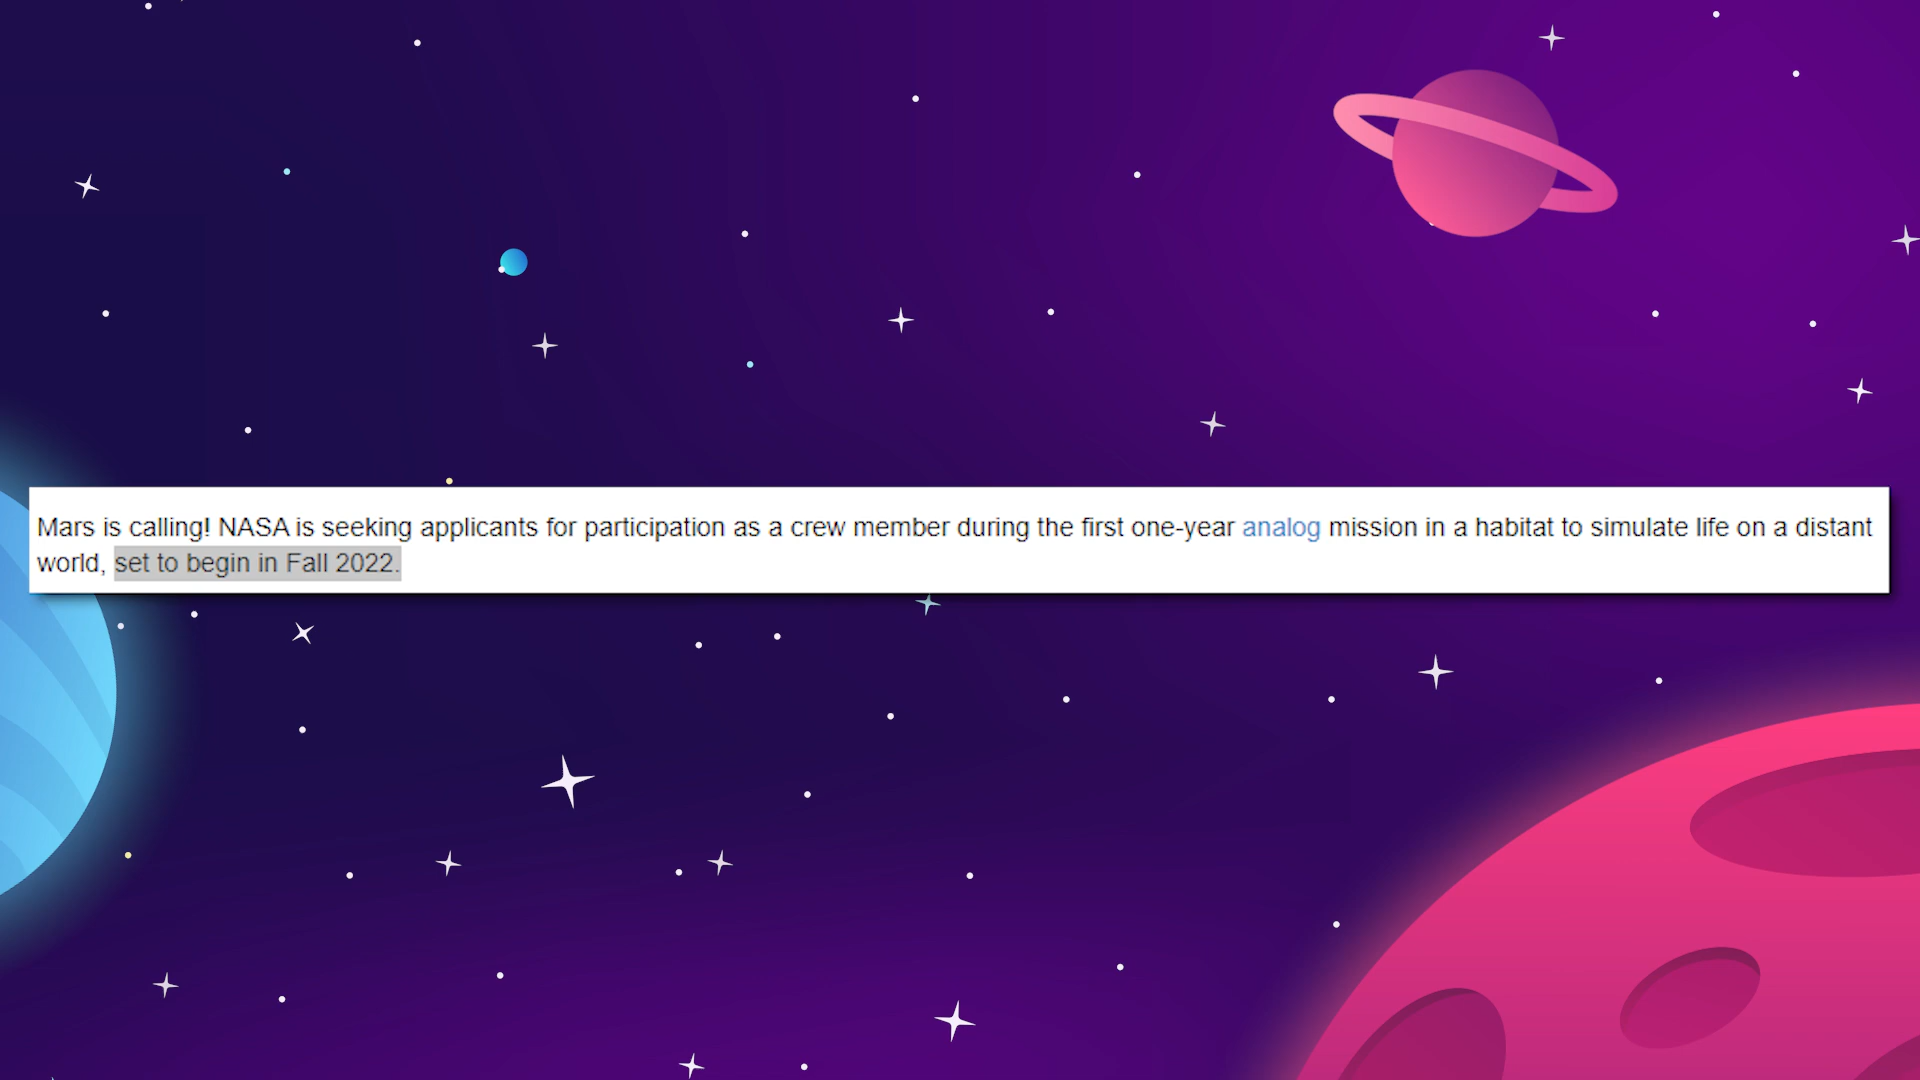 Mars is calling! NASA is seeking applicants for participation as a crew member during the first one-year analog mission in a habitat to simulate life on a distant
world, set to begin in Fall 2022.